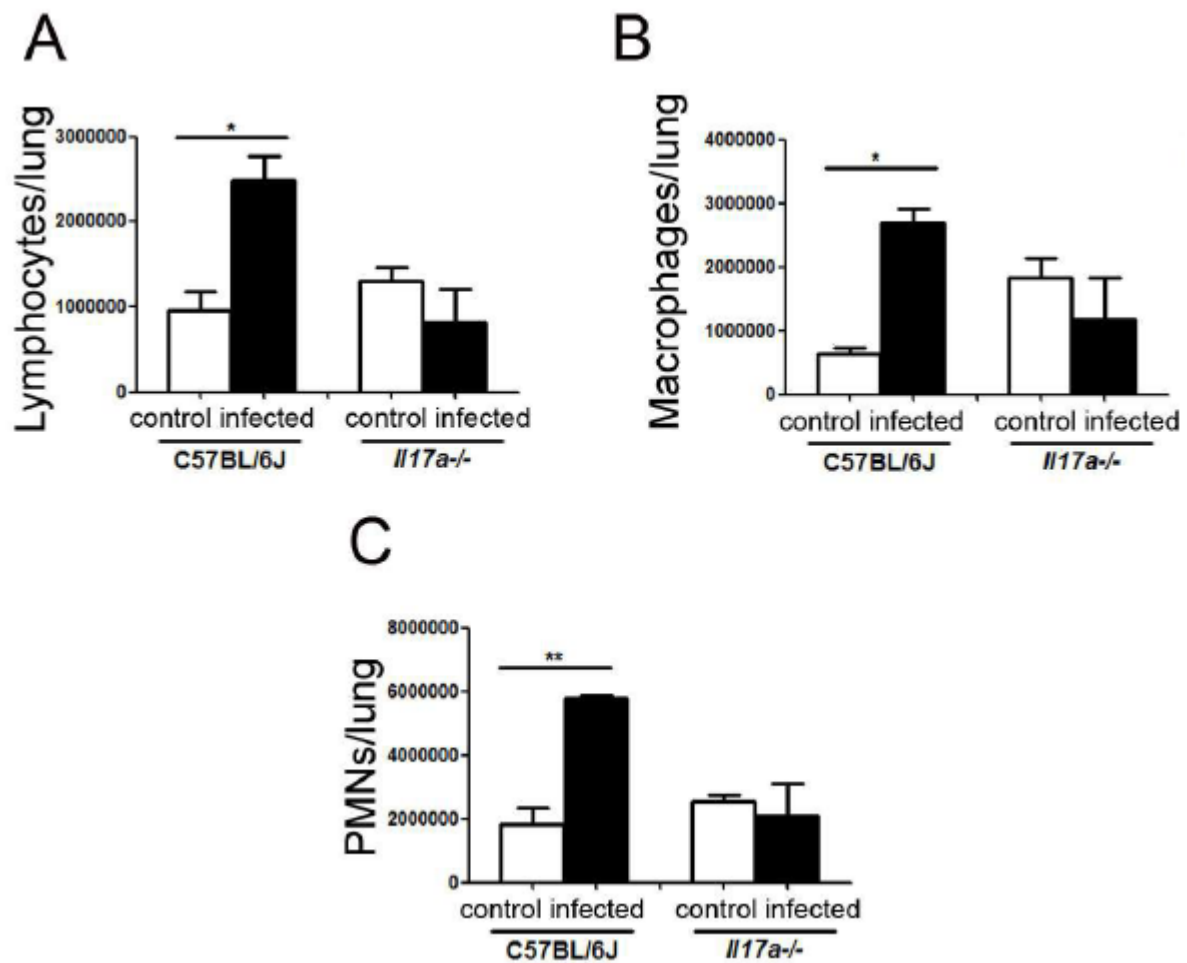 A
Lymphocytes/lung
3000000
2000000
1000000
0
*
control infected control infected
C57BL/6J Il17a-/-
B
Macrophages/lung
4000000
3000000
2000000
1000000
0
*
control infected control infected
C57BL/6J Il17a-/-
C
PMNs/lung
8000000
6000000
4000000
2000000
0
**
control infected control infected
C57BL/6J Il17a-/-